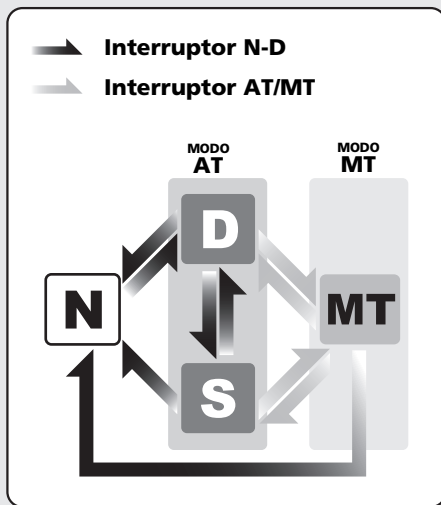 Interruptor N-D
Interruptor AT/MT
MODO
AT
MODO
MT
D
N
MT
S